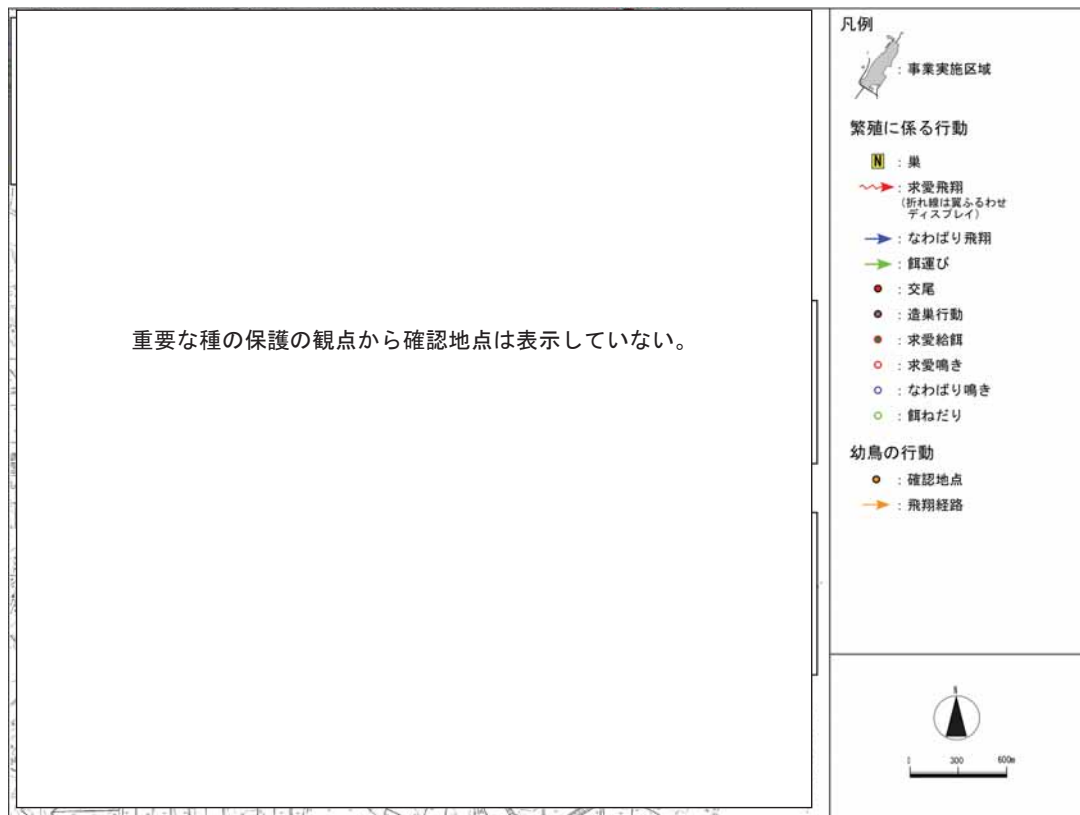 重要な種の保護の観点から確認地点は表示していない。
凡例
：事業実施区域
繁殖に係る行動
N ：巣
：求愛飛翔
(折れ線は翼ふるわせ
ディスプレイ)
：なわばり飛翔
：餌運び
：交尾
：造巣行動
：求愛給餌
：求愛鳴き
：なわばり鳴き
：餌ねだり
幼鳥の行動
：確認地点
：飛翔経路
N
0 300 600m